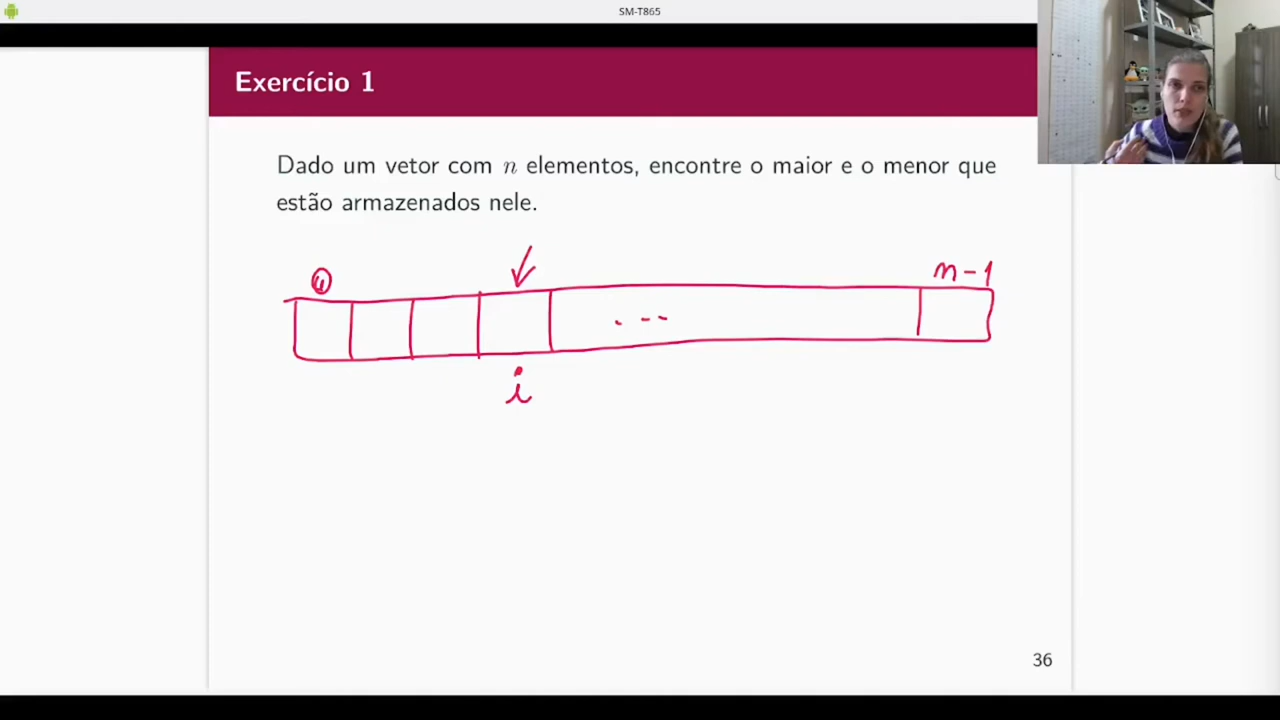 SM-T865
Exercício 1
Dado um vetor com n elementos, encontre o maior e o menor que
estão armazenados nele.
0
n-1
...
i
36